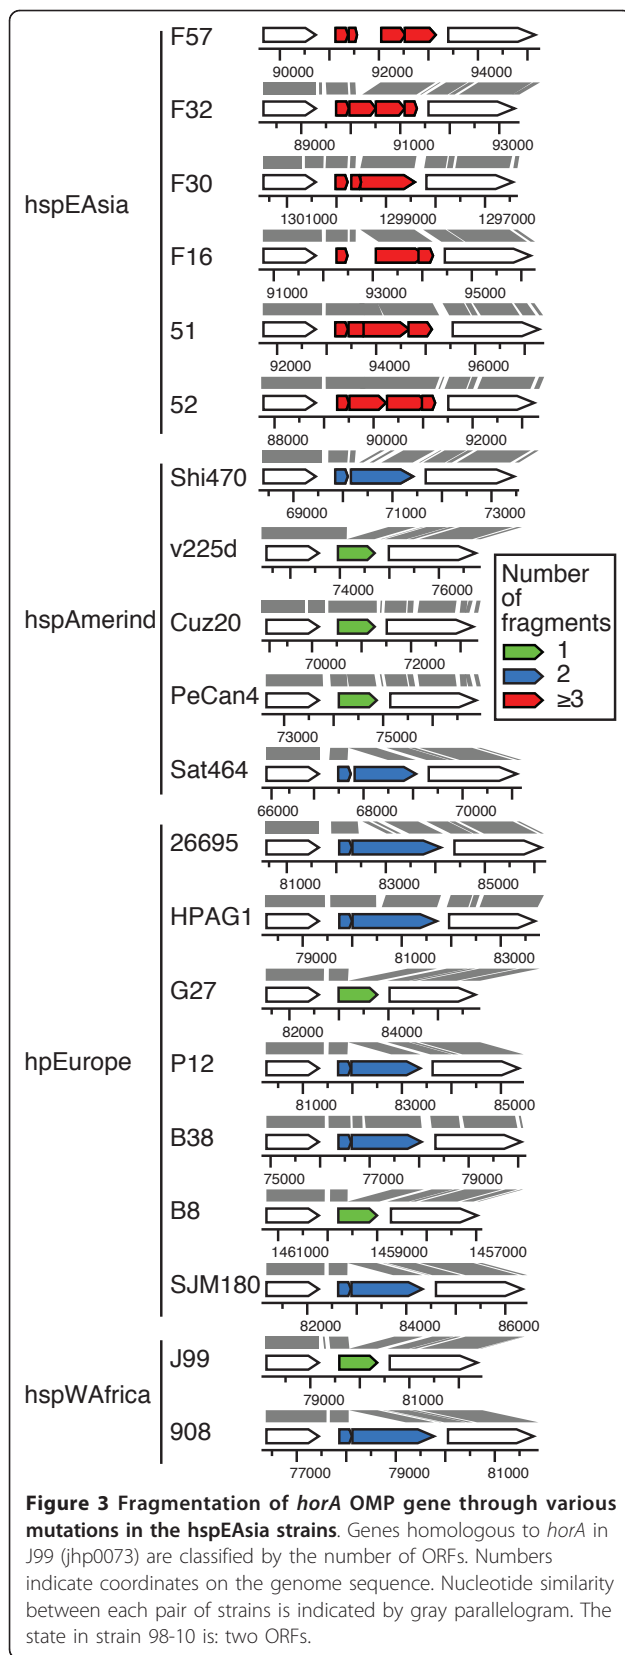 hspEAsia
F57
90000 92000 94000
F32
89000 91000 93000
F30
1301000 1299000 1297000
F16
91000 93000 95000
51
92000 94000 96000
52
88000 90000 92000
hspAmerind
Shi470
69000 71000 73000
v225d
74000 76000
Cuz20
70000 72000
PeCan4
73000 75000
Sat464
66000 68000 70000
Number
of
fragments
1
2
≥3
hpEurope
26695
81000 83000 85000
HPAG1
79000 81000 83000
G27
82000 84000
P12
81000 83000 85000
B38
75000 77000 79000
B8
1461000 1459000 1457000
SJM180
82000 84000 86000
hspWAfrica
J99
79000 81000
908
77000 79000 81000
Figure 3 Fragmentation of horA OMP gene through various
mutations in the hspEAsia strains. Genes homologous to horA in
J99 (jhp0073) are classified by the number of ORFs. Numbers
indicate coordinates on the genome sequence. Nucleotide similarity
between each pair of strains is indicated by gray parallelogram. The
state in strain 98-10 is: two ORFs.